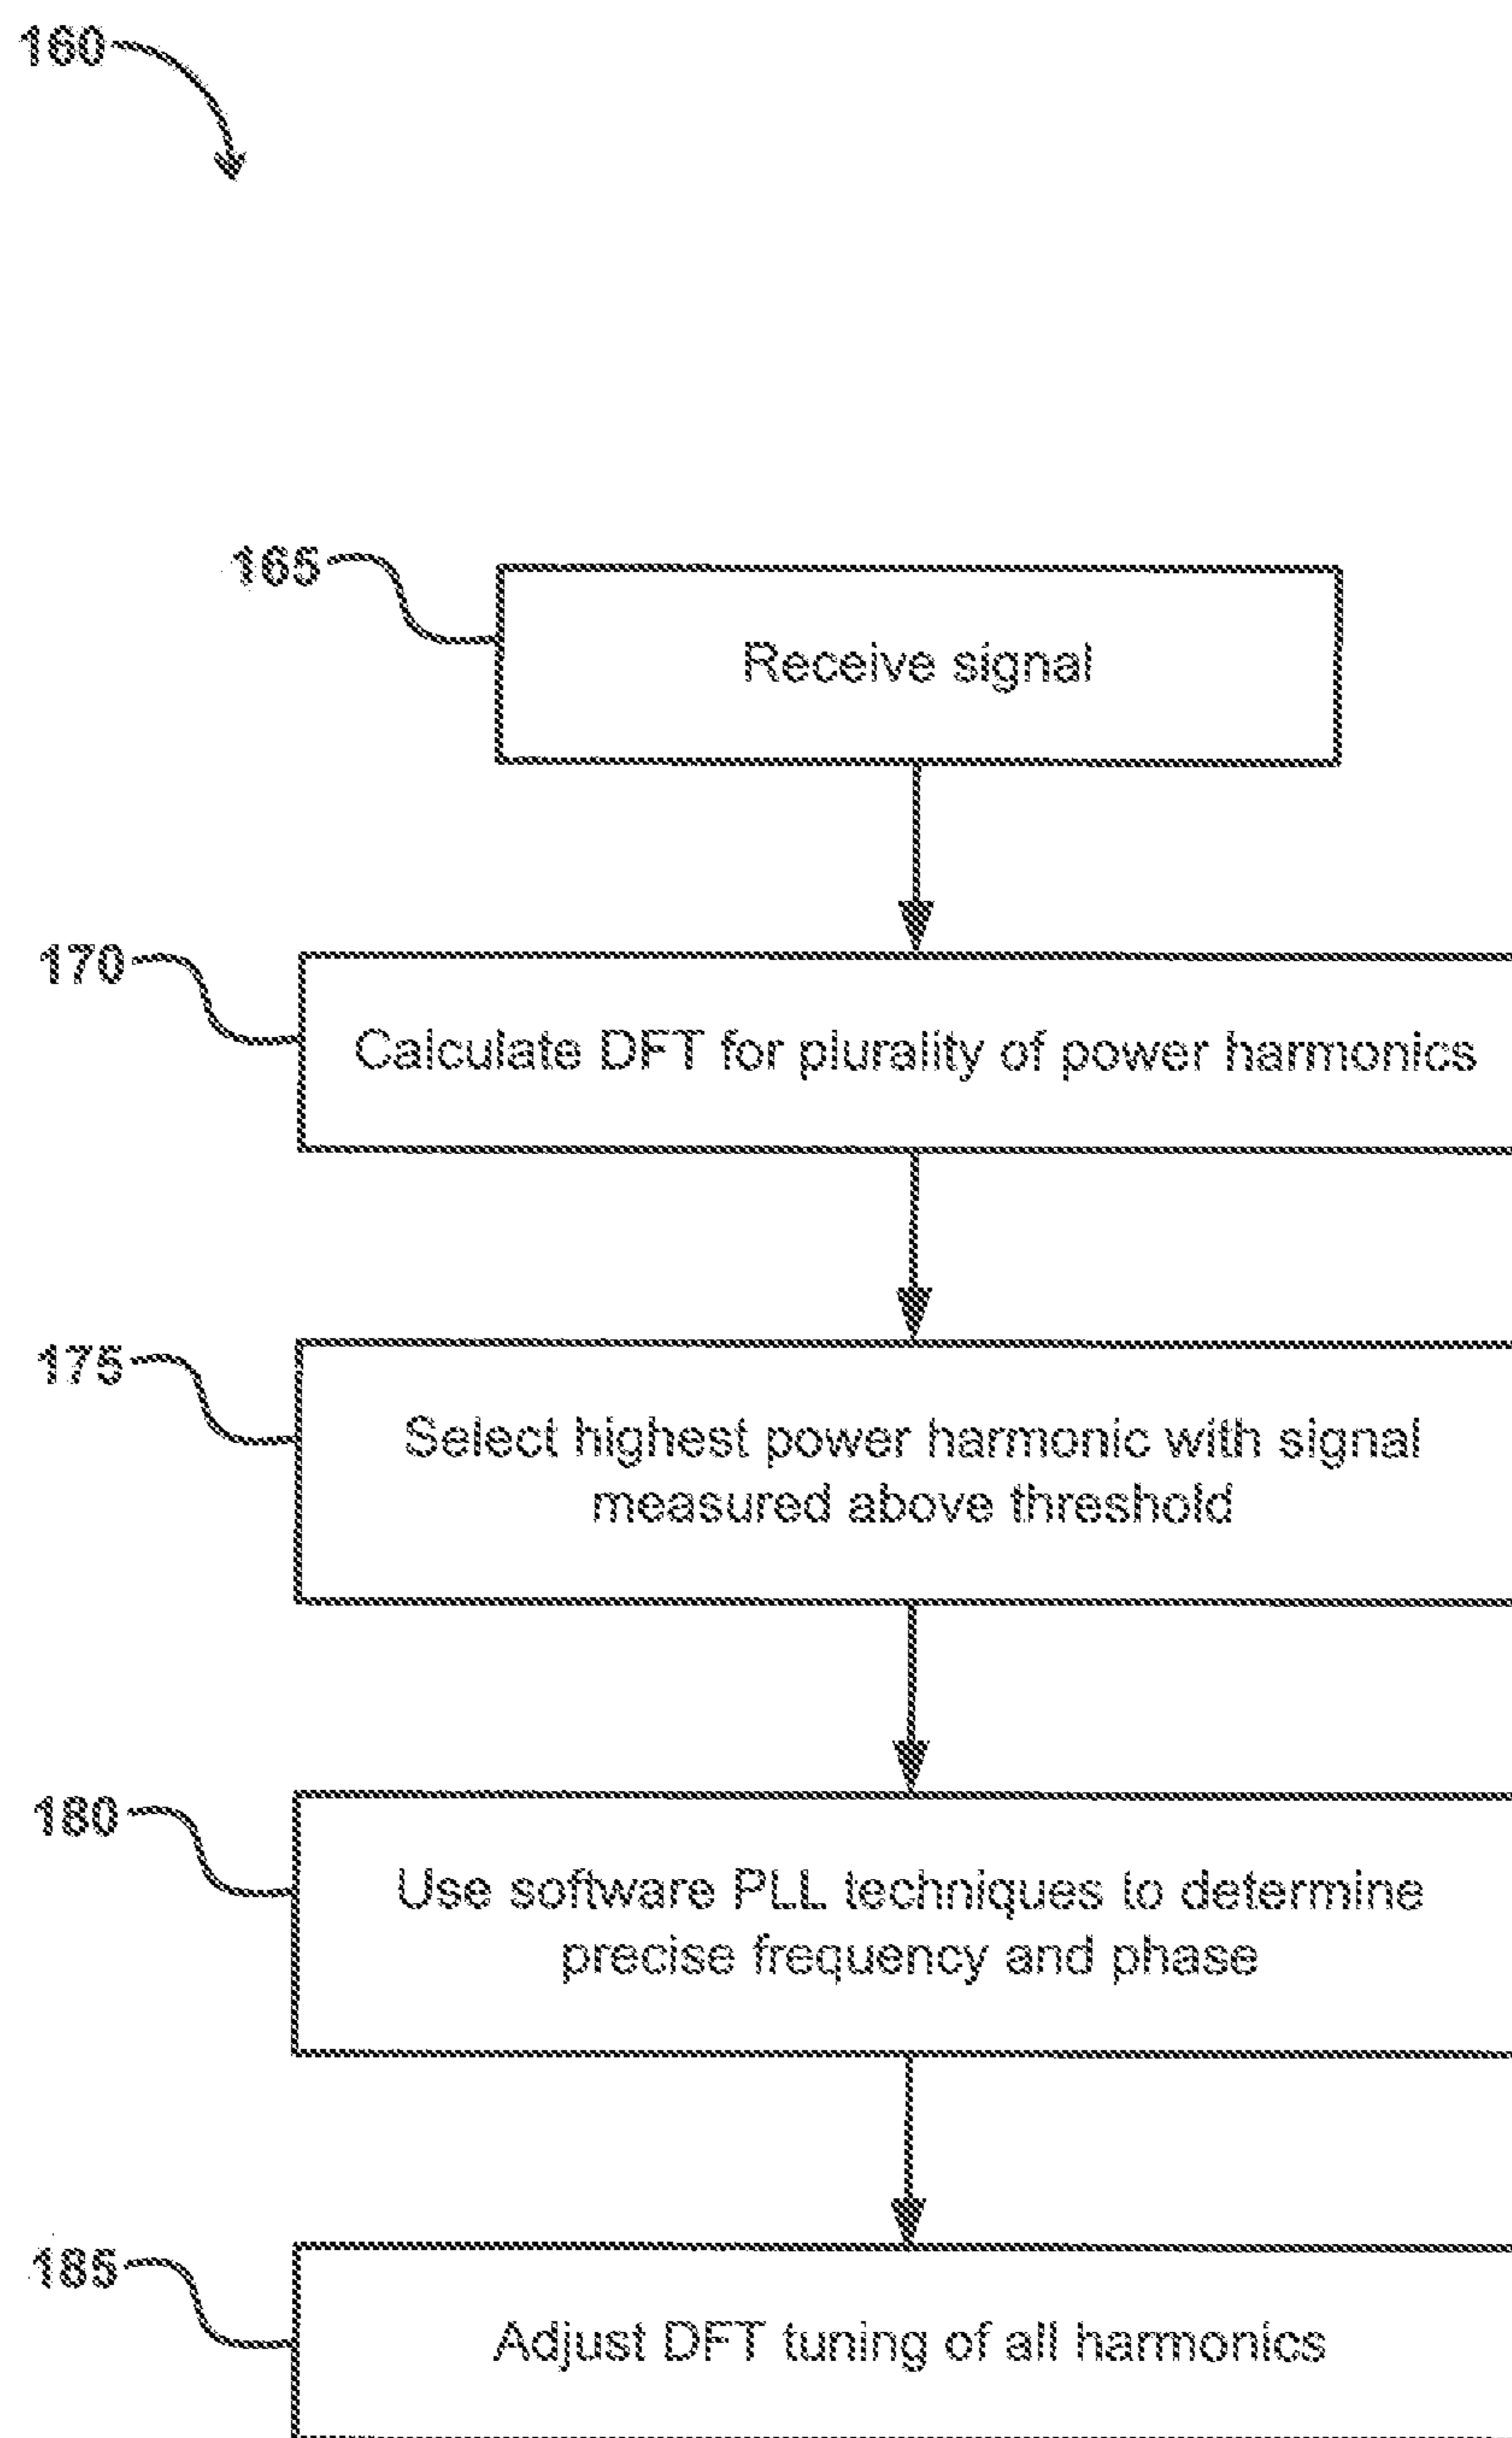 160
165
Receive signal
170
Calculate DFT for plurality of power harmonics
175
Select highest power harmonic with signal
measured above threshold
180
Use software PLL techniques to determine
precise frequency and phase
185
Adjust DFT tuning of all harmonics